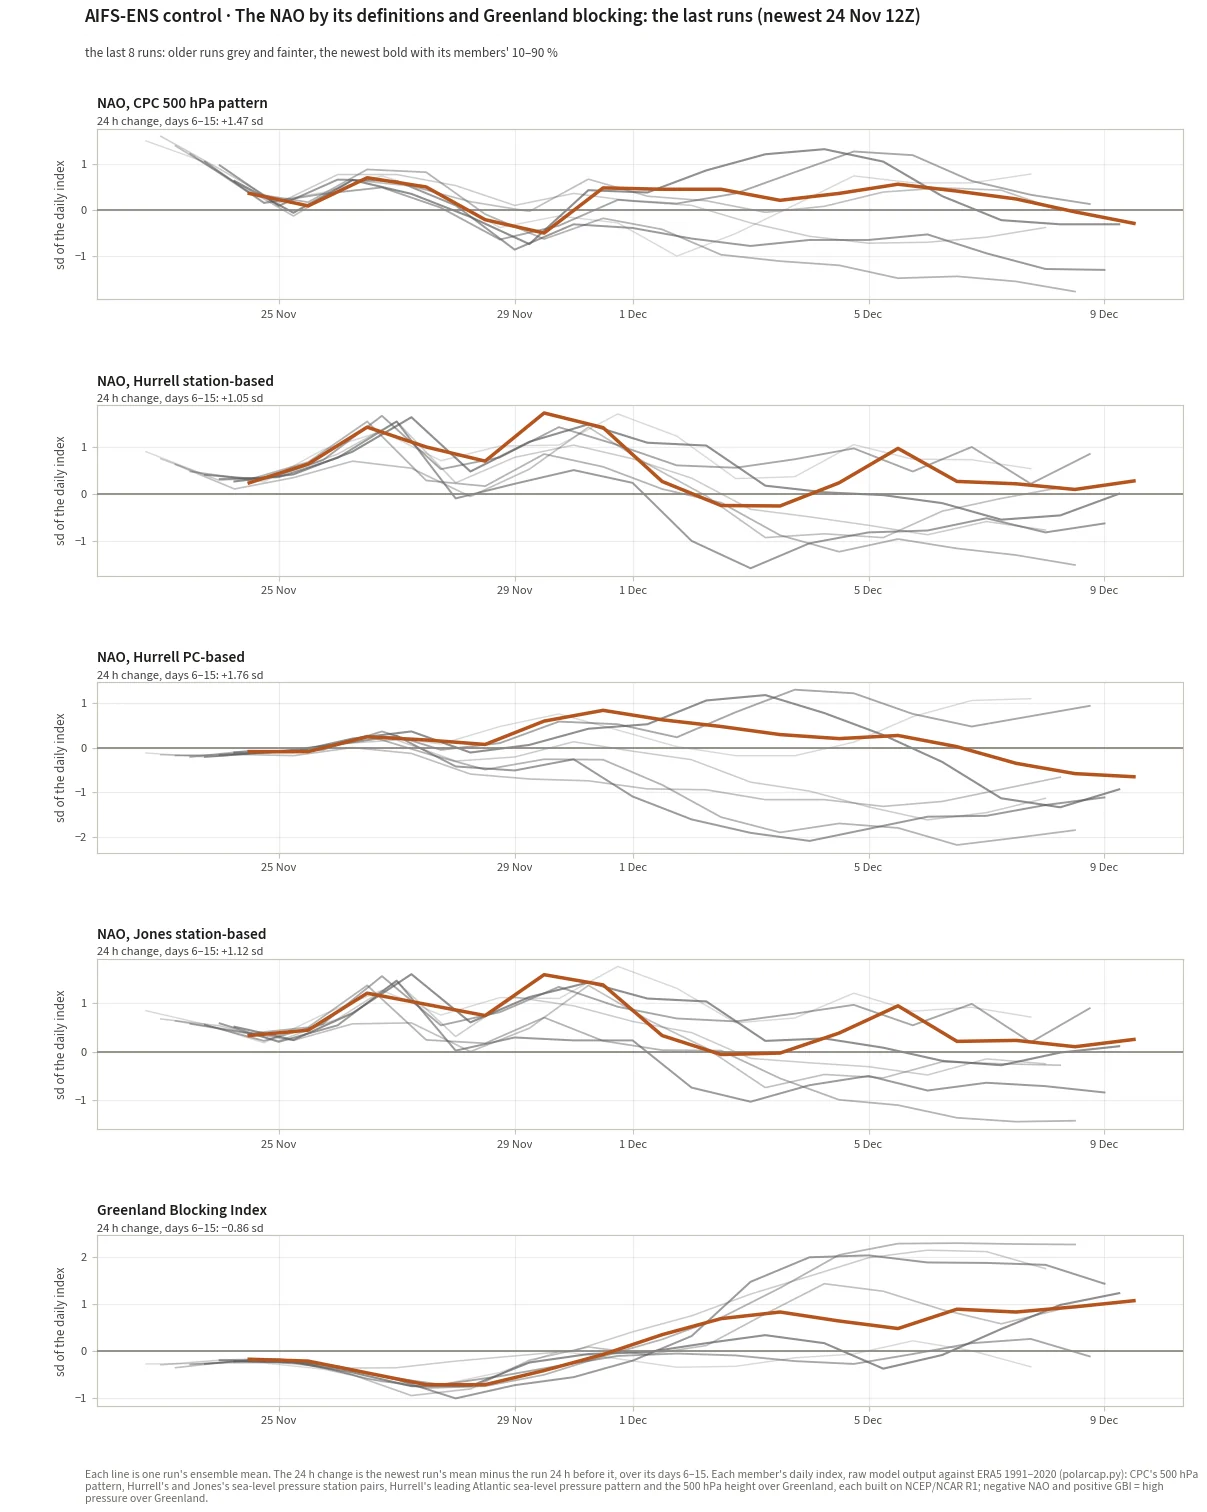 AIFS-ENS control · The NAO by its definitions and Greenland blocking: the last runs (newest 24 Nov 12Z)
the last 8 runs: older runs grey and fainter, the newest bold with its members' 10–90 %
NAO, CPC 500 hPa pattern
24 h change, days 6–15: +1.47 sd
sd of the daily index
1
0
−1
25 Nov
29 Nov
1 Dec
5 Dec
9 Dec
NAO, Hurrell station-based
24 h change, days 6–15: +1.05 sd
sd of the daily index
1
0
−1
25 Nov
29 Nov
1 Dec
5 Dec
9 Dec
NAO, Hurrell PC-based
24 h change, days 6–15: +1.76 sd
sd of the daily index
1
0
−1
−2
25 Nov
29 Nov
1 Dec
5 Dec
9 Dec
NAO, Jones station-based
24 h change, days 6–15: +1.12 sd
sd of the daily index
1
0
−1
25 Nov
29 Nov
1 Dec
5 Dec
9 Dec
Greenland Blocking Index
24 h change, days 6–15: −0.86 sd
sd of the daily index
2
1
0
−1
25 Nov
29 Nov
1 Dec
5 Dec
9 Dec
Each line is one run's ensemble mean. The 24 h change is the newest run's mean minus the run 24 h before it, over its days 6–15. Each member's daily index, raw model output against ERA5 1991–2020 (polarcap.py): CPC's 500 hPa
pattern, Hurrell's and Jones's sea-level pressure station pairs, Hurrell's leading Atlantic sea-level pressure pattern and the 500 hPa height over Greenland, each built on NCEP/NCAR R1; negative NAO and positive GBI = high
pressure over Greenland.